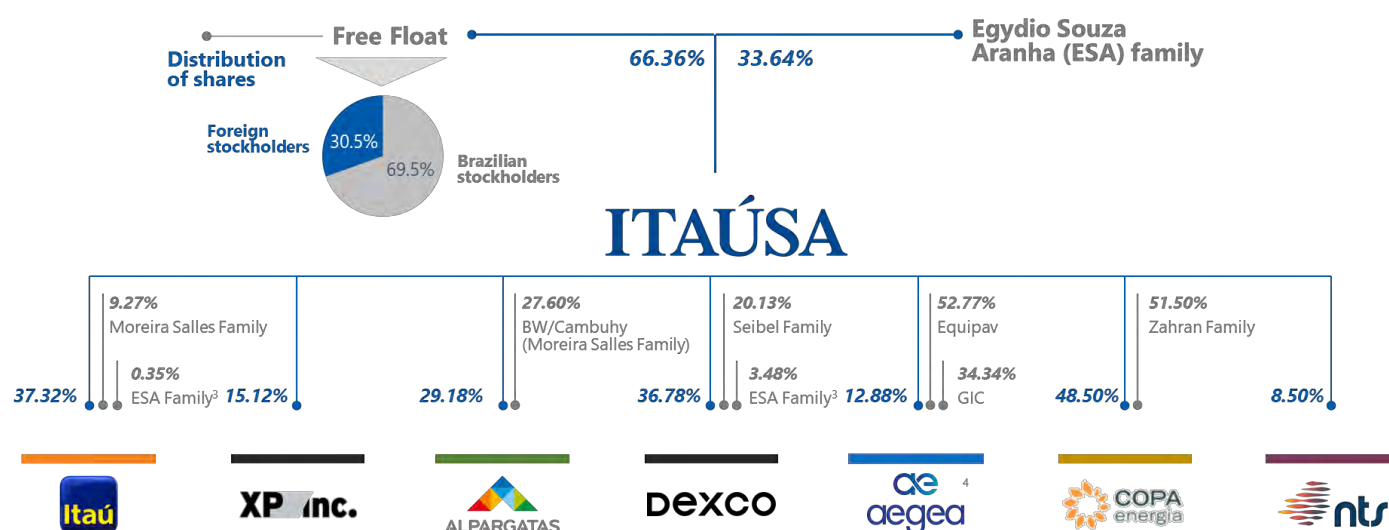 Free Float
Distribution
of shares
66.36%
33.64%
Egydio Souza
Aranha (ESA) family
Foreign
stockholders
30.5%
69.5%
Brazilian
stockholders
ITAÚSA
9.27%
Moreira Salles Family
0.35%
ESA Family3
37.32%
15.12%
27.60%
BW/Cambuhy
(Moreira Salles Family)
29.18%
20.13%
Seibel Family
3.48%
ESA Family3
36.78%
52.77%
Equipav
34.34%
GIC
12.88%
51.50%
Zahran Family
48.50%
8.50%
Itaú
XP inc.
ALPARGATAS
Dexco
ae 4
aegea
COPA
energia
nts